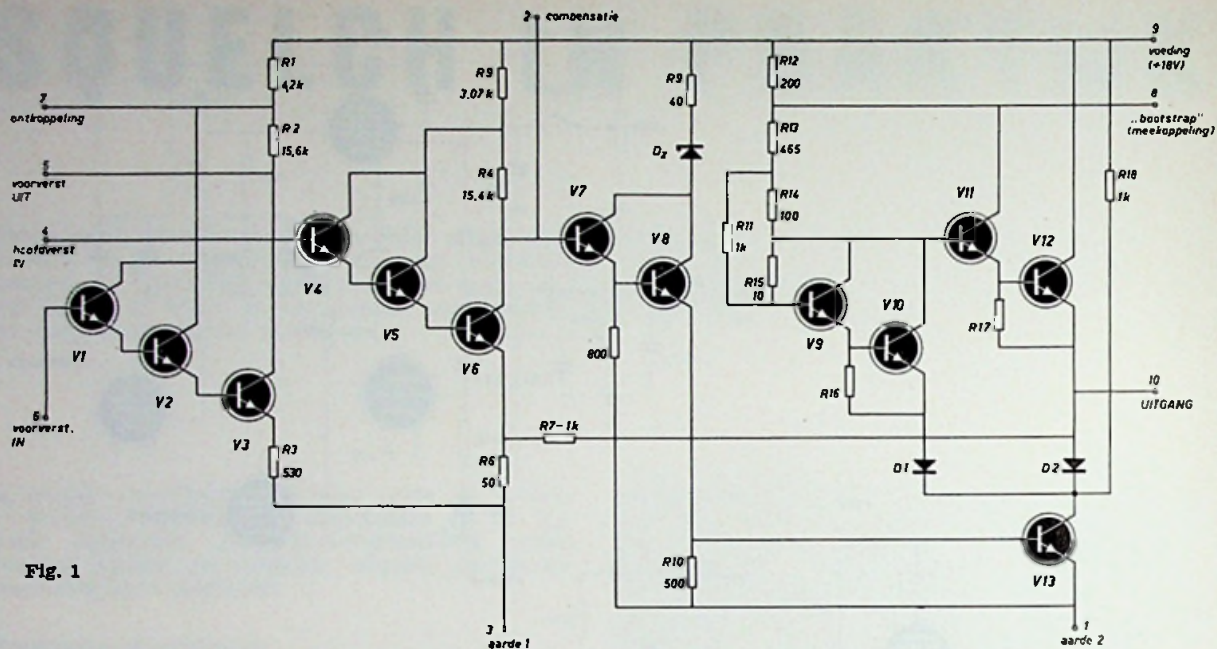 2
compensatie
9
voeding
(+18V)
R1
4,2k
R9
3,07k
R9
40
R12
200
7
ontkoppeling
8
„bootstrap"
(meekoppeling)
R2
15,6k
R4
15,4k
Dz
R13
465
5
voorverst
UIT
V7
R14
100
V11
R18
1k
4
hoofdverst
IN
V8
R11
1k
V12
V4
R15
10
V10
V5
V9
R17
V1
V6
800
V2
R16
10
UITGANG
6
voorverst.
IN
V3
R7-1k
R3
530
R6
50
D1
D2
R10
500
V13
Fig. 1
3
aarde 1
1
aarde 2